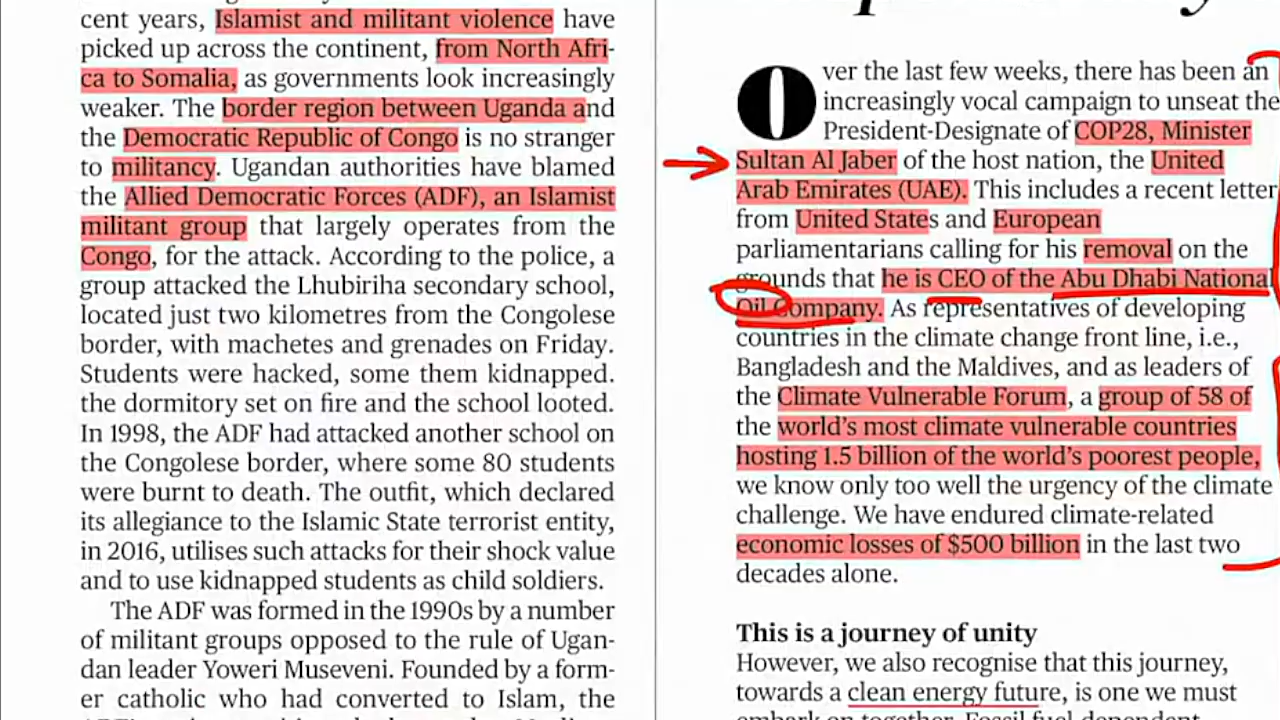 cent years, Islamist and militant violence have
picked up across the continent, from North Afri-
ca to Somalia, as governments look increasingly
weaker. The border region between Uganda and
the Democratic Republic of Congo is no stranger
to militancy. Ugandan authorities have blamed
the Allied Democratic Forces (ADF), an Islamist
militant group that largely operates from the
Congo, for the attack. According to the police, a
group attacked the Lhubiriha secondary school,
located just two kilometres from the Congolese
border, with machetes and grenades on Friday.
Students were hacked, some them kidnapped.
the dormitory set on fire and the school looted.
In 1998, the ADF had attacked another school on
the Congolese border, where some 80 students
were burnt to death. The outfit, which declared
its allegiance to the Islamic State terrorist entity,
in 2016, utilises such attacks for their shock value
and to use kidnapped students as child soldiers.
The ADF was formed in the 1990s by a number
of militant groups opposed to the rule of Ugan-
dan leader Yoweri Museveni. Founded by a form-
er catholic who had converted to Islam, the
Over the last few weeks, there has been an
increasingly vocal campaign to unseat the
President-Designate of COP28, Minister
Sultan Al Jaber of the host nation, the United
Arab Emirates (UAE). This includes a recent letter
from United States and European
parliamentarians calling for his removal on the
grounds that he is CEO of the Abu Dhabi National
Oil Company. As representatives of developing
countries in the climate change front line, i.e.,
Bangladesh and the Maldives, and as leaders of
the Climate Vulnerable Forum, a group of 58 of
the world's most climate vulnerable countries
hosting 1.5 billion of the world's poorest people,
we know only too well the urgency of the climate
challenge. We have endured climate-related
economic losses of $500 billion in the last two
decades alone.
This is a journey of unity
However, we also recognise that this journey,
towards a clean energy future, is one we must
embark on together. Fossil fuel-dependent